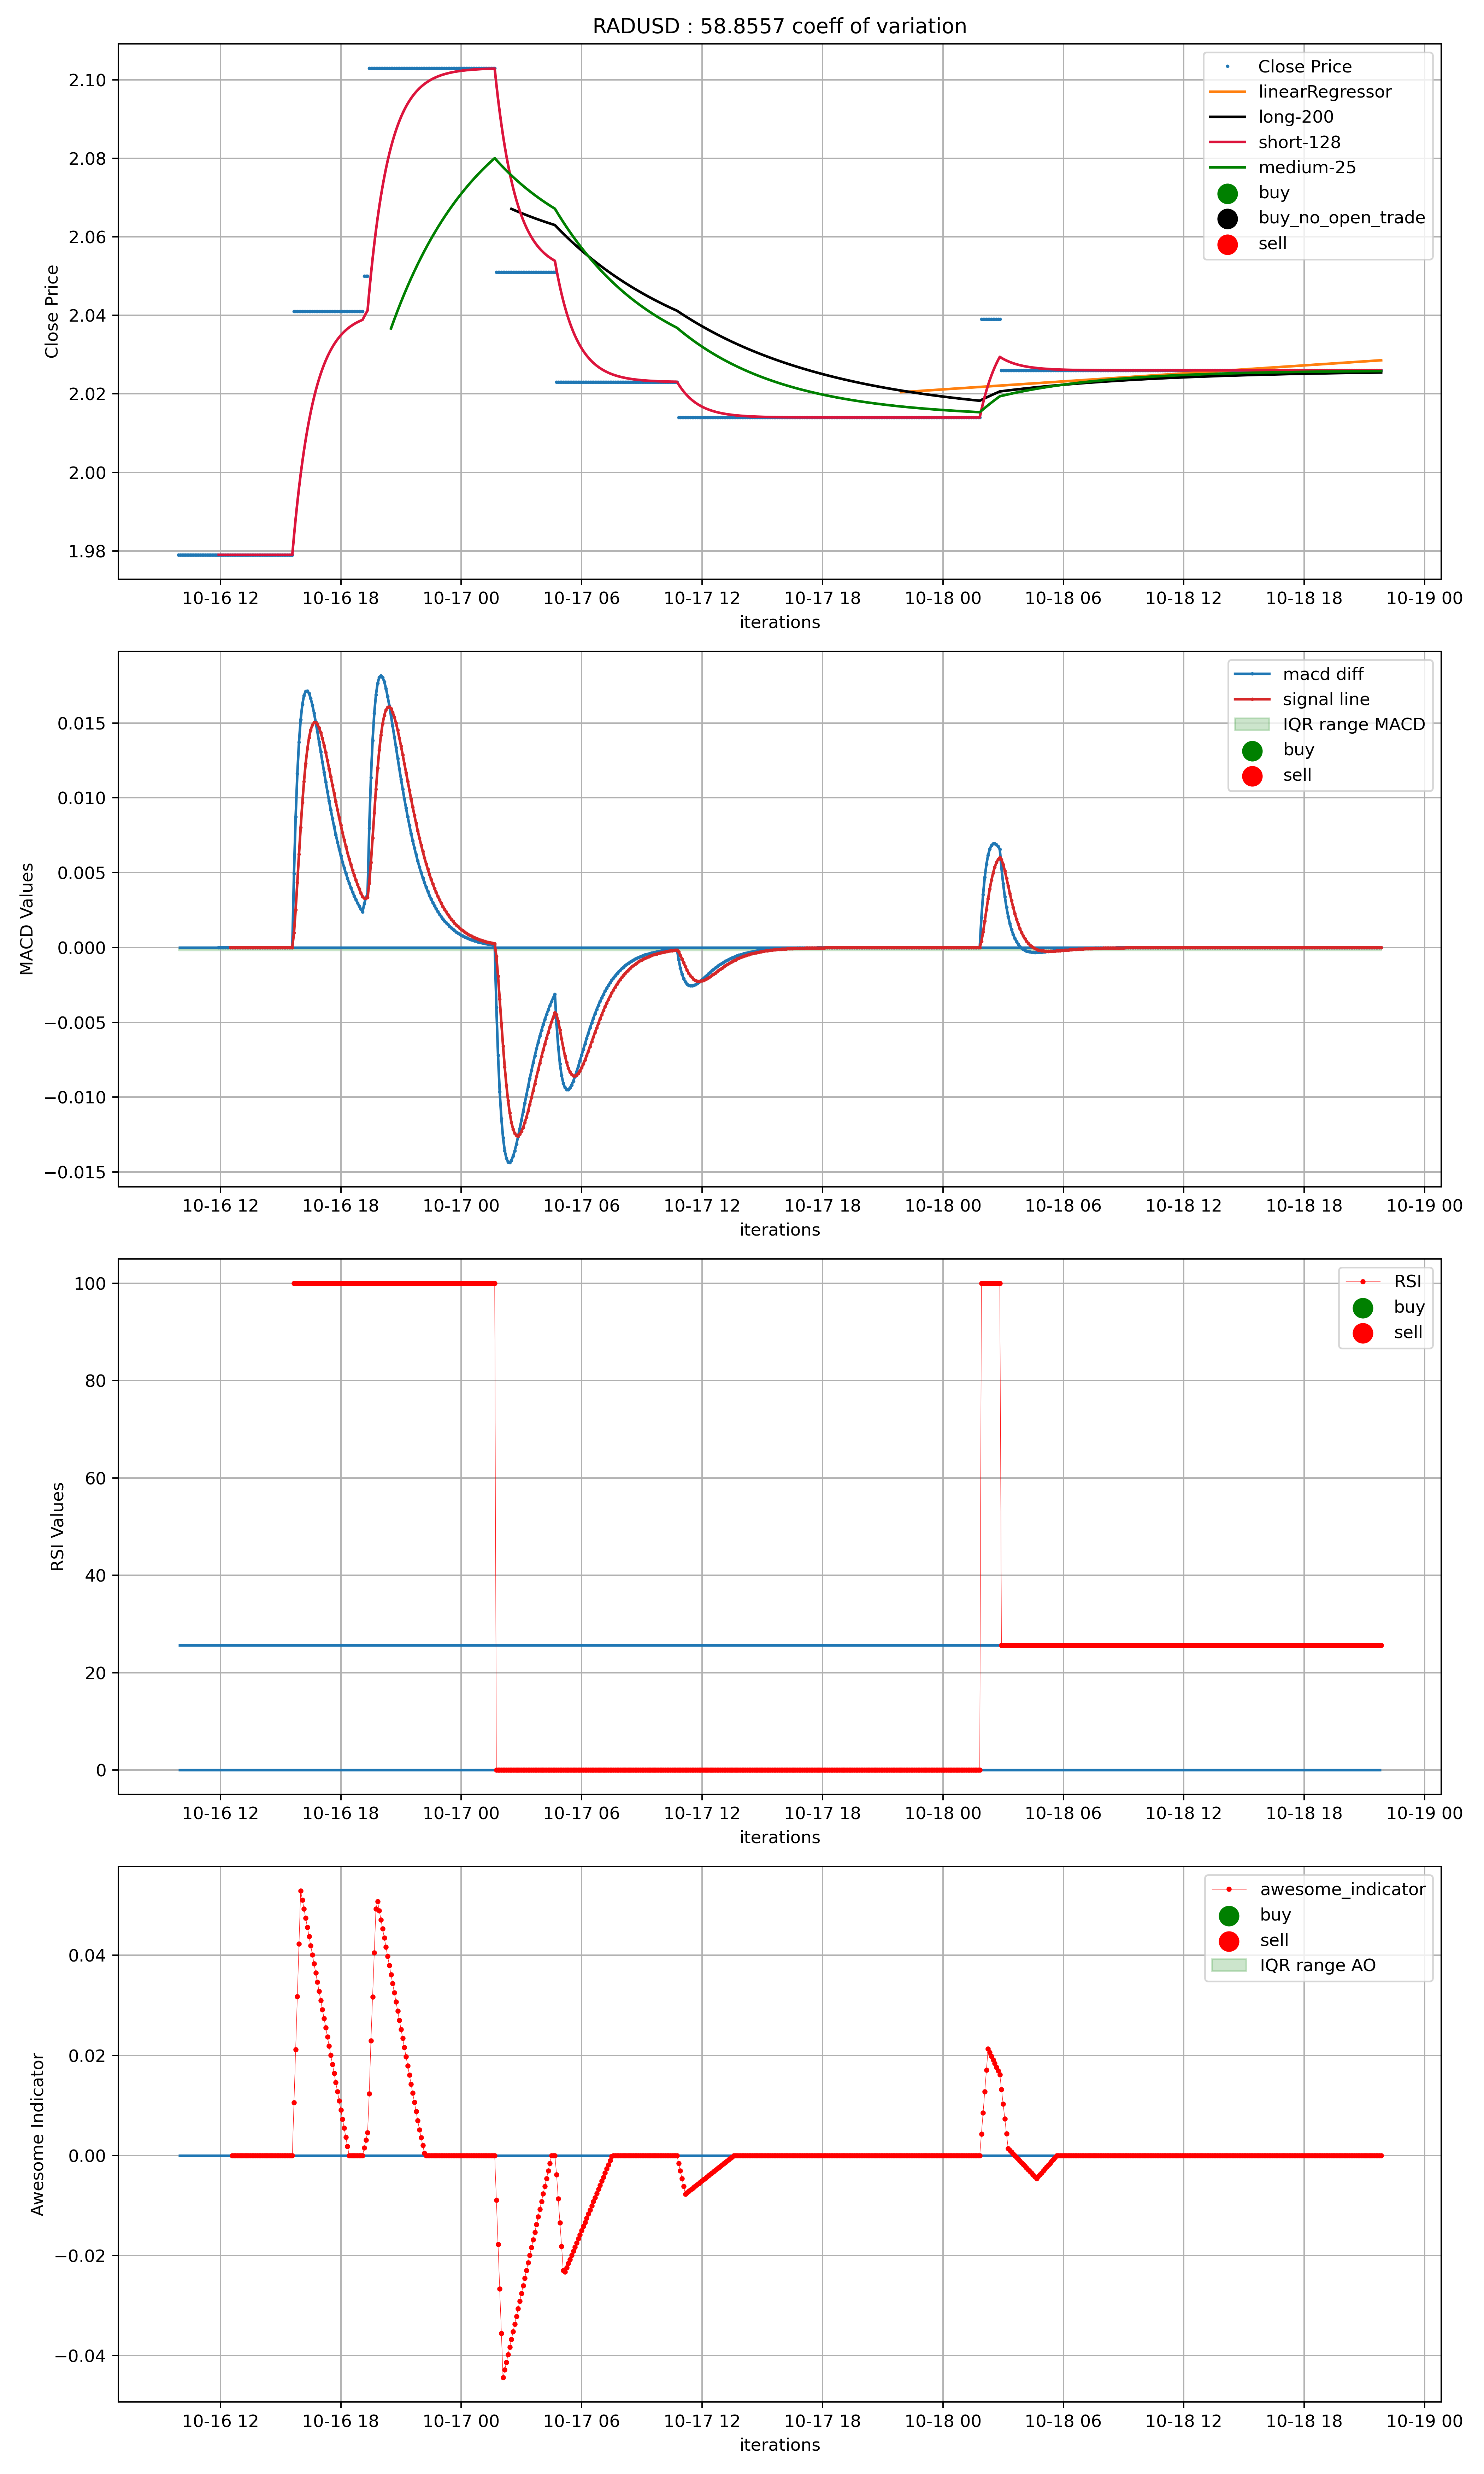 RADUSD : 58.8557 coeff of variation
Close Price
2.10
2.08
2.06
2.04
2.02
2.00
1.98
Close Price
linearRegressor
long-200
short-128
medium-25
buy
buy_no_open_trade
sell
10-16 12 10-16 18 10-17 00 10-17 06 10-17 12 10-17 18 10-18 00 10-18 06 10-18 12 10-18 18 10-19 00
iterations
MACD Values
0.015
0.010
0.005
0.000
−0.005
−0.010
−0.015
macd diff
signal line
IQR range MACD
buy
sell
10-16 12 10-16 18 10-17 00 10-17 06 10-17 12 10-17 18 10-18 00 10-18 06 10-18 12 10-18 18 10-19 00
iterations
RSI Values
100
80
60
40
20
0
RSI
buy
sell
10-16 12 10-16 18 10-17 00 10-17 06 10-17 12 10-17 18 10-18 00 10-18 06 10-18 12 10-18 18 10-19 00
iterations
Awesome Indicator
0.04
0.02
0.00
−0.02
−0.04
awesome_indicator
buy
sell
IQR range AO
10-16 12 10-16 18 10-17 00 10-17 06 10-17 12 10-17 18 10-18 00 10-18 06 10-18 12 10-18 18 10-19 00
iterations